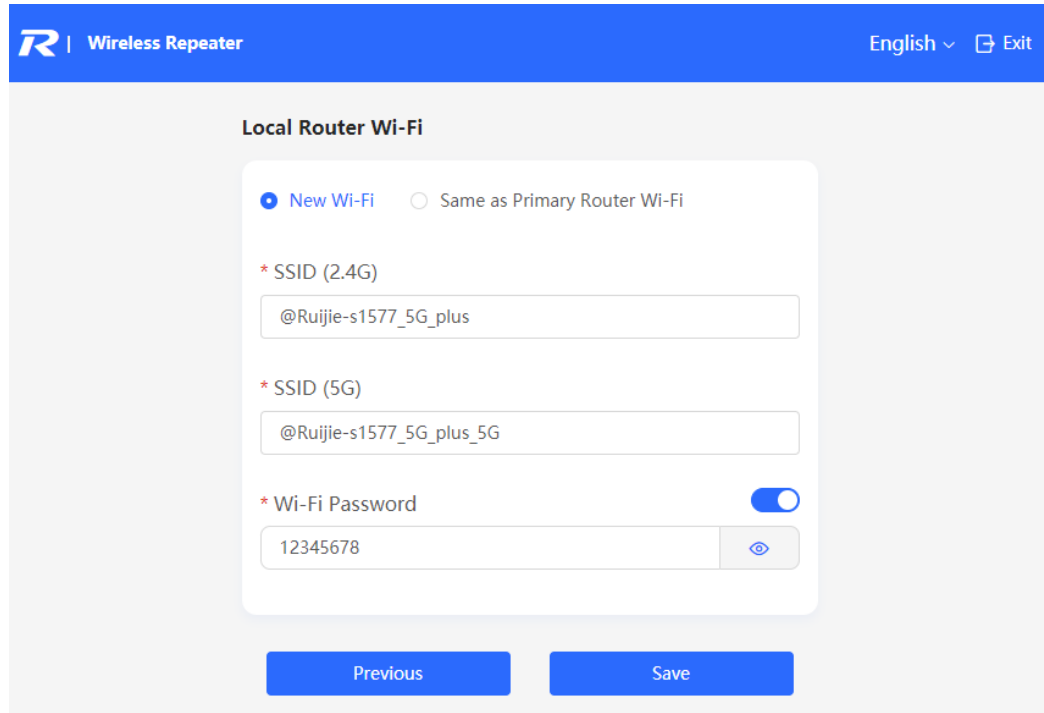 R | Wireless Repeater English Exit
Local Router Wi-Fi
New Wi-Fi Same as Primary Router Wi-Fi
* SSID (2.4G)
@Ruijie-s1577_5G_plus
* SSID (5G)
@Ruijie-s1577_5G_plus_5G
* Wi-Fi Password
12345678
Previous Save